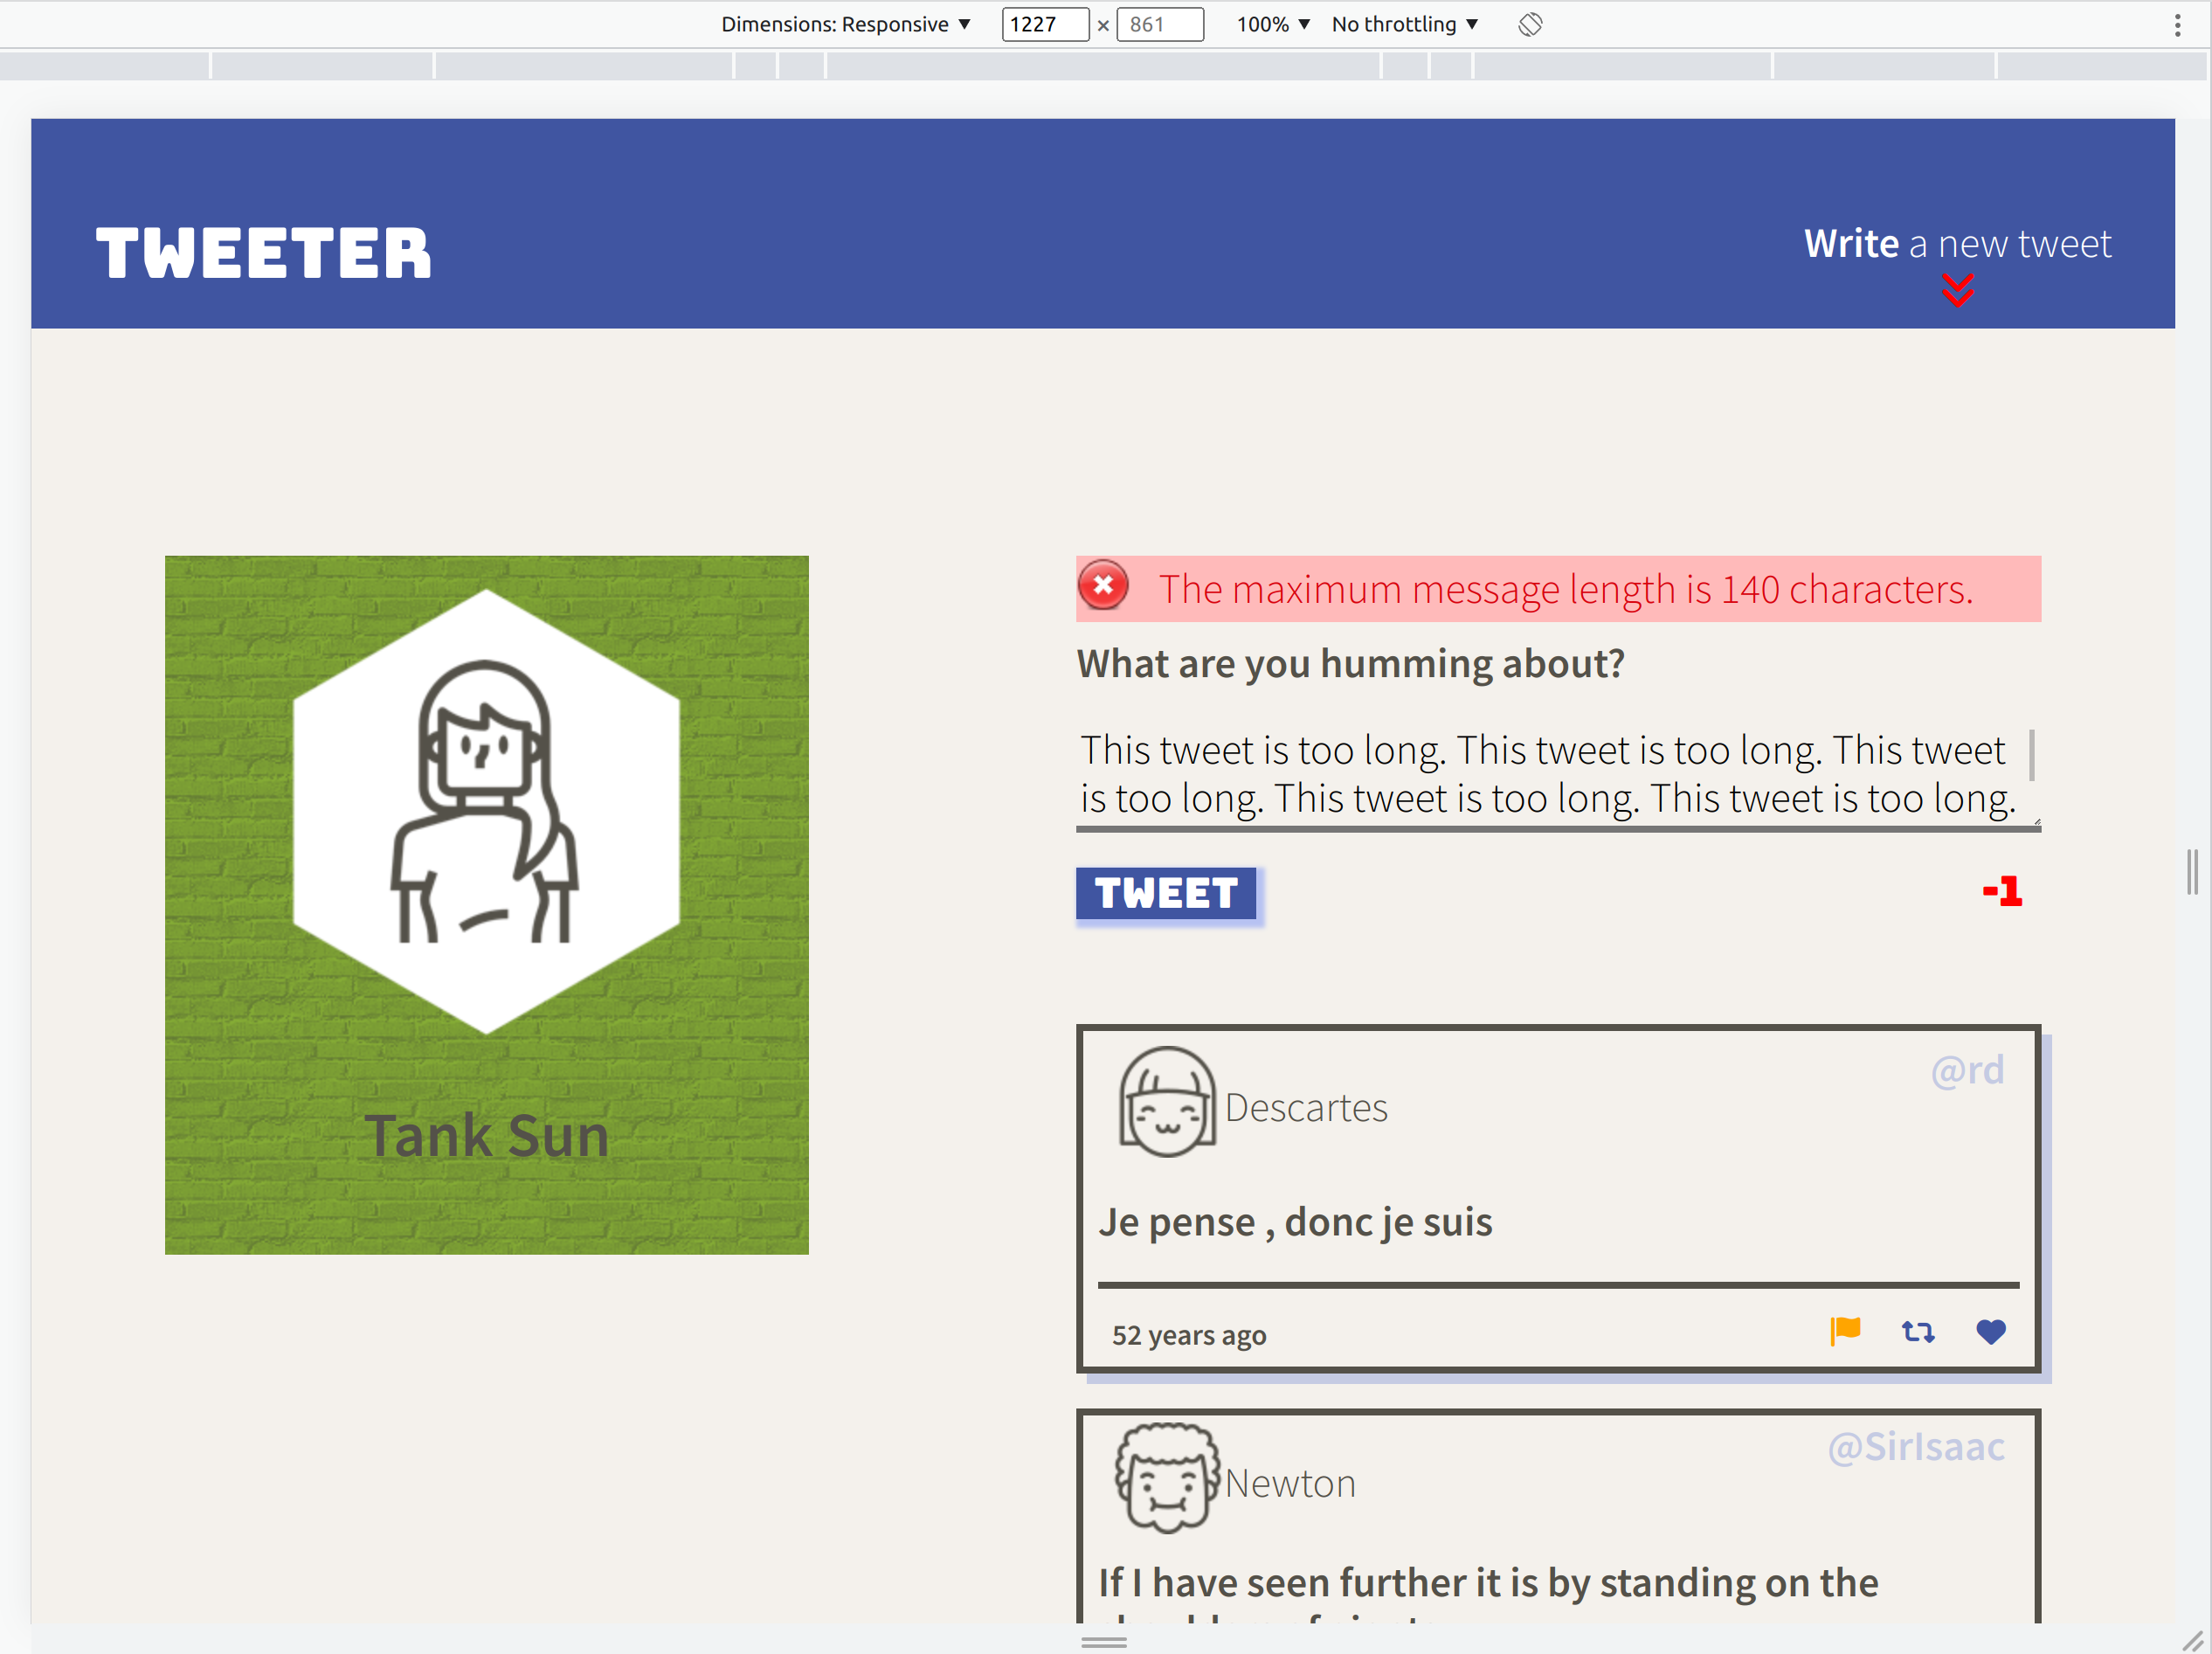 Dimensions: Responsive ▼ 1227 × 861 100% ▼ No throttling ▼
TWEETER
Write a new tweet
The maximum message length is 140 characters.
What are you humming about?
This tweet is too long. This tweet is too long. This tweet
is too long. This tweet is too long. This tweet is too long.
TWEET
-1
Tank Sun
@rd
Descartes
Je pense , donc je suis
52 years ago
@SirIsaac
Newton
If I have seen further it is by standing on the